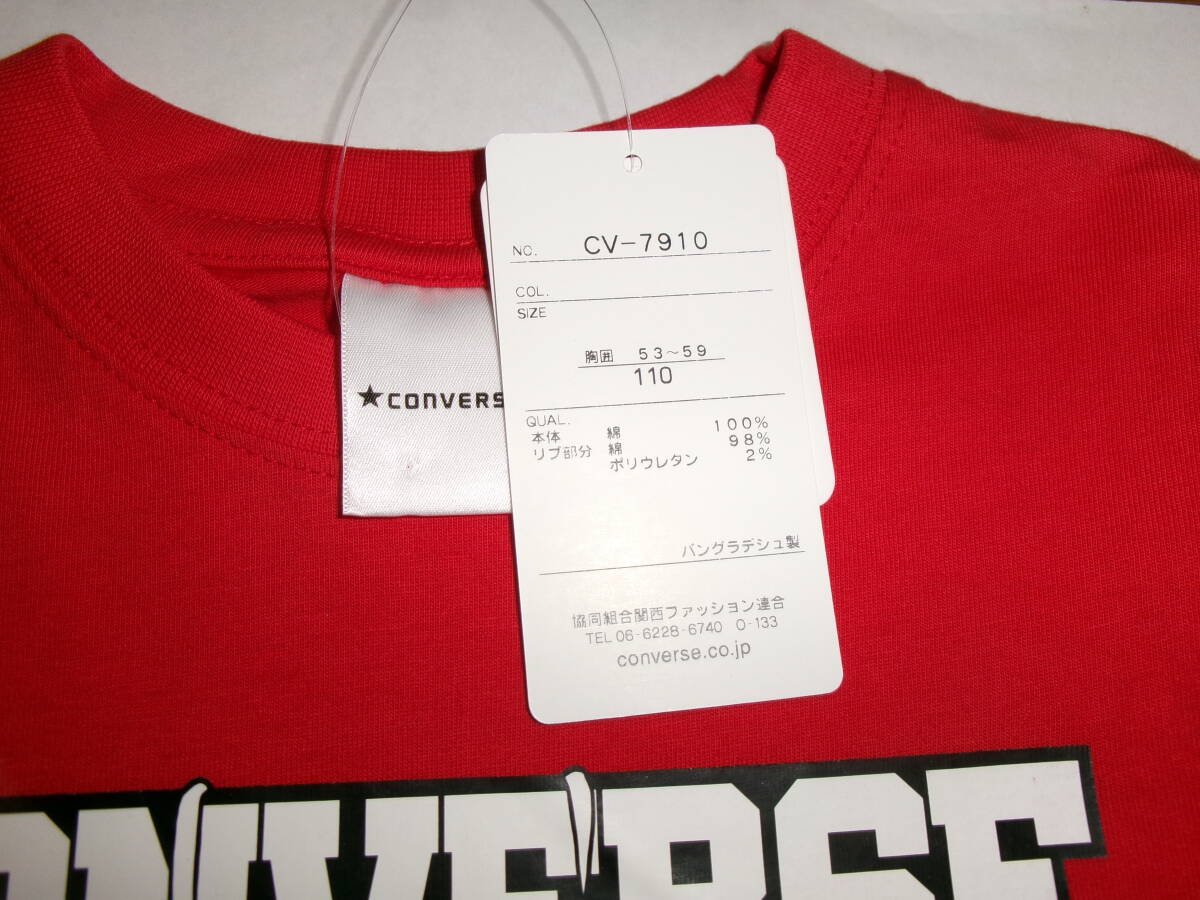 NO. CV-7910
COL.
SIZE
胸囲 53~59
110
QUAL.
本体 綿 100%
リブ部分 綿 98%
ポリウレタン 2%
バングラデシュ製
協同組合関西ファッション連合
TEL 06-6228-6740 O-133
converse.co.jp
★CONVERS
ONVERSE